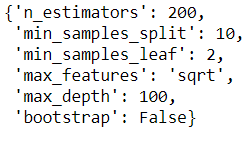 {'n_estimators': 200,
 'min_samples_split': 10,
 'min_samples_leaf': 2,
 'max_features': 'sqrt',
 'max_depth': 100,
 'bootstrap': False}